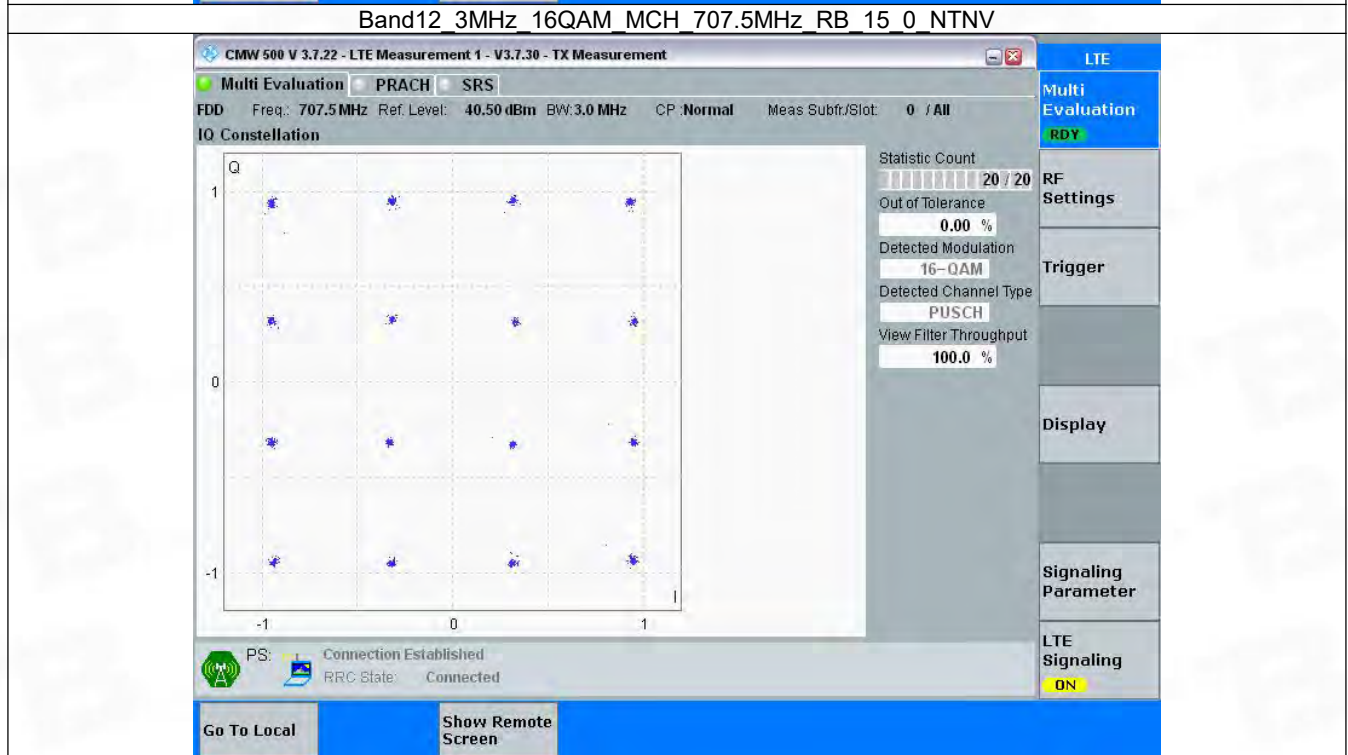 Band12_3MHz_16QAM_MCH_707.5MHz_RB_15_0_NTNV
CMW 500 V 3.7.22 - LTE Measurement 1 - V3.7.30 - TX Measurement
LTE
Multi Evaluation PRACH SRS
Multi
Evaluation
RDY
FDD Freq.: 707.5 MHz Ref. Level: 40.50 dBm BW: 3.0 MHz CP :Normal Meas Subfr./Slot: 0 / All
IQ Constellation
Q
1
0
-1
I
-1 0 1
Statistic Count
20 / 20
Out of Tolerance
0.00 %
Detected Modulation
16-QAM
Detected Channel Type
PUSCH
View Filter Throughput
100.0 %
RF
Settings
Trigger
Display
Signaling
Parameter
LTE
Signaling
ON
PS: Connection Established
RRC State: Connected
Go To Local
Show Remote
Screen